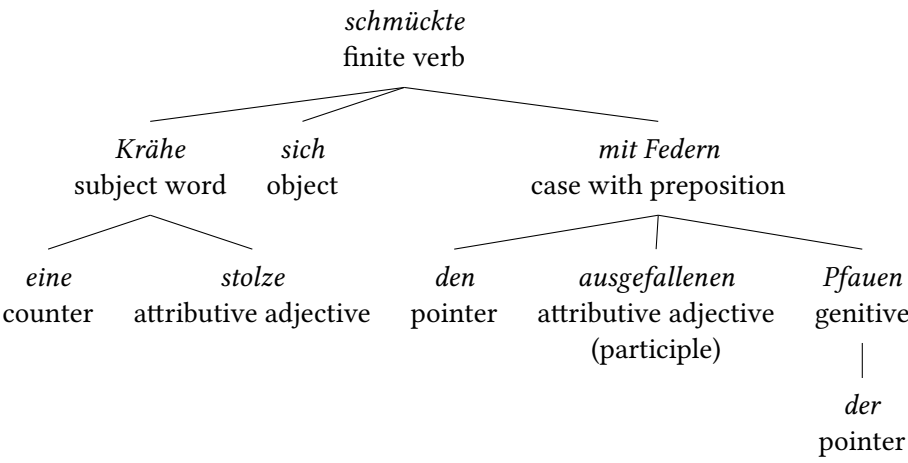 schmückte
finite verb
Krähe sich mit Federn
subject word object case with preposition
eine stolze den ausgefallenen Pfauen
counter attributive adjective pointer attributive adjective genitive
(participle)
der
pointer